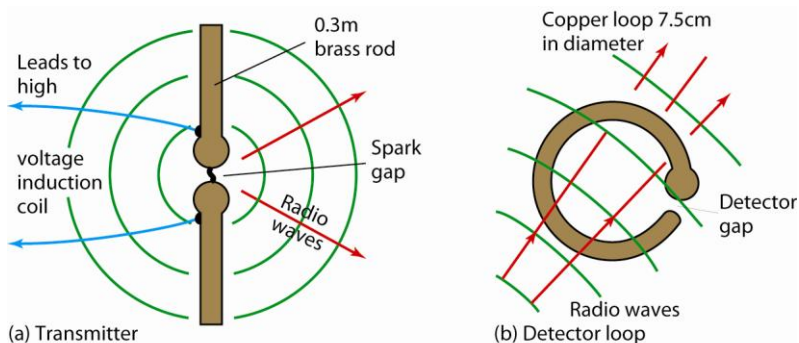 0.3m
brass rod
Leads to
high
voltage
induction
coil
Spark
gap
Radio
waves
(a) Transmitter
Copper loop 7.5cm
in diameter
Detector
gap
Radio waves
(b) Detector loop